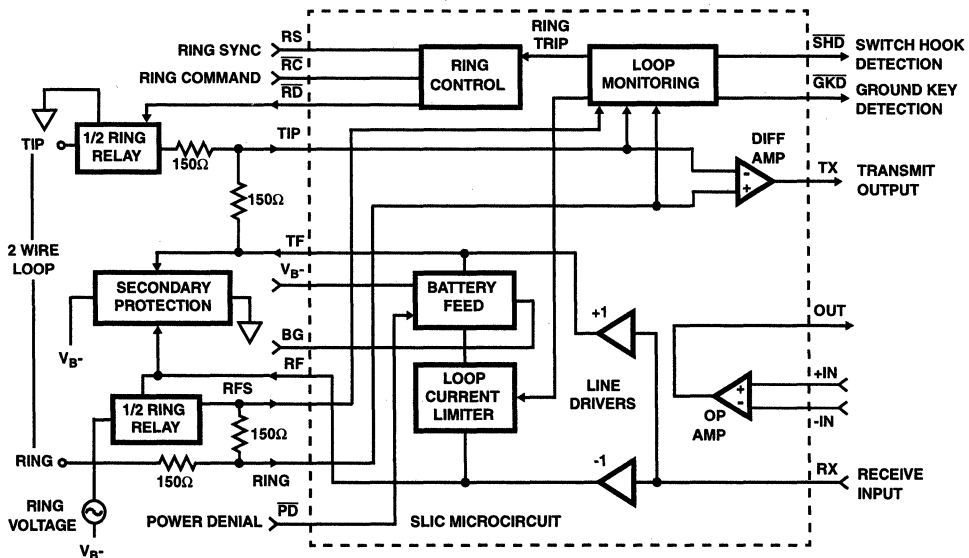 RS
RING SYNC
RC
RING COMMAND
RD
RING
TRIP
RING
CONTROL
LOOP
MONITORING
SHD
SWITCH HOOK
DETECTION
GKD
GROUND KEY
DETECTION
TIP
1/2 RING
RELAY
150Ω
TIP
150Ω
DIFF
AMP
-
+
TX
TRANSMIT
OUTPUT
2 WIRE
LOOP
TF
VB-
SECONDARY
PROTECTION
VB-
BATTERY
FEED
BG
RF
+1
OUT
LOOP
CURRENT
LIMITER
LINE
DRIVERS
+
-
OP
AMP
+IN
-IN
1/2 RING
RELAY
RFS
150Ω
RING
150Ω
RING
-1
RX
RECEIVE
INPUT
RING
VOLTAGE
VB-
POWER DENIAL
PD
SLIC MICROCIRCUIT